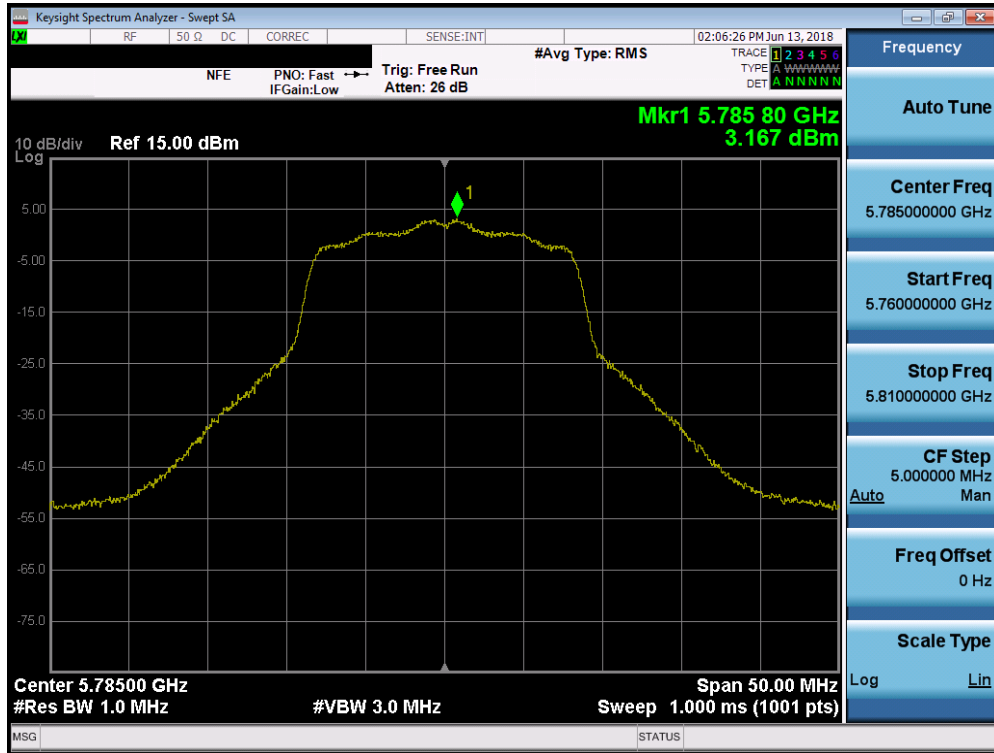 Keysight Spectrum Analyzer - Swept SA
LXI RF 50 Ω DC CORREC SENSE:INT 02:06:26 PM Jun 13, 2018
NFE PNO: Fast IFGain:Low Trig: Free Run Atten: 26 dB #Avg Type: RMS
TRACE 1 2 3 4 5 6
TYPE A WWWWW
DET A N N N N N
Mkr1 5.785 80 GHz
3.167 dBm
10 dB/div Ref 15.00 dBm
Log
1
5.00
-5.00
-15.0
-25.0
-35.0
-45.0
-55.0
-65.0
-75.0
Center 5.78500 GHz Span 50.00 MHz
#Res BW 1.0 MHz #VBW 3.0 MHz Sweep 1.000 ms (1001 pts)
MSG STATUS
Frequency
Auto Tune
Center Freq
5.785000000 GHz
Start Freq
5.760000000 GHz
Stop Freq
5.810000000 GHz
CF Step
5.000000 MHz
Auto Man
Freq Offset
0 Hz
Scale Type
Log Lin